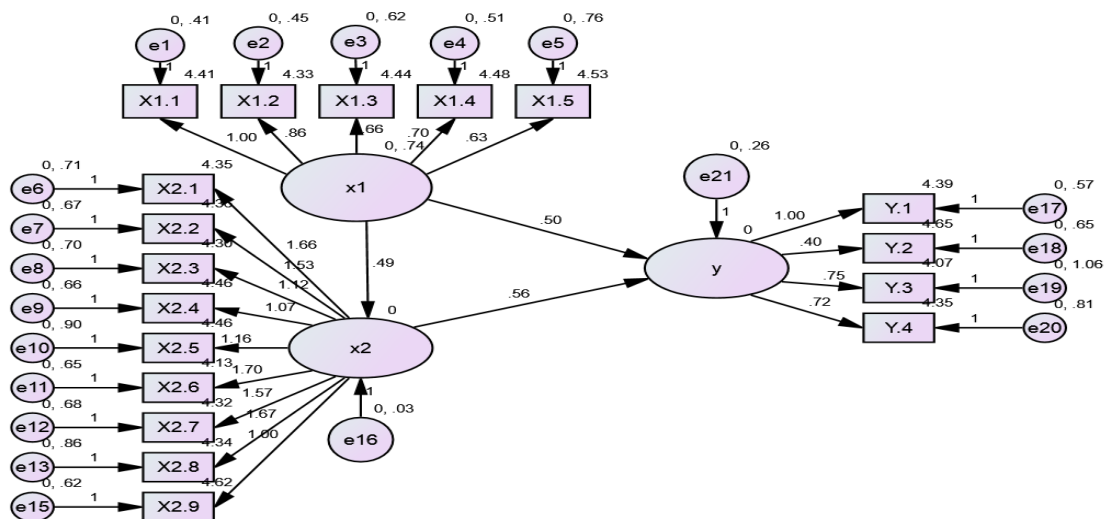 0, .41
0, .45
0, .62
0, .51
0, .76
e1
e2
e3
e4
e5
1
1
1
1
1
4.41
4.33
4.44
4.48
4.53
X1.1
X1.2
X1.3
X1.4
X1.5
1.00
.86
.66
.70
.63
0, .74
x1
0, .26
e21
1
.50
.49
0, .71
e6
1
4.35
X2.1
0, .67
e7
1
X2.2
0, .70
e8
1
4.30
X2.3
0, .66
e9
1
4.46
X2.4
0, .90
e10
1
4.46
X2.5
0, .65
e11
1
4.13
X2.6
0, .68
e12
1
4.32
X2.7
0, .86
e13
1
4.34
X2.8
0, .62
e15
1
4.62
X2.9
1.66
1.53
1.12
1.07
1.16
1.70
1.57
1.67
1.00
0
x2
1
0, .03
e16
.56
0
y
1.00
.40
.75
.72
4.39
Y.1
1
0, .57
e17
4.65
Y.2
1
0, .65
e18
4.07
Y.3
1
0, 1.06
e19
4.35
Y.4
1
0, .81
e20